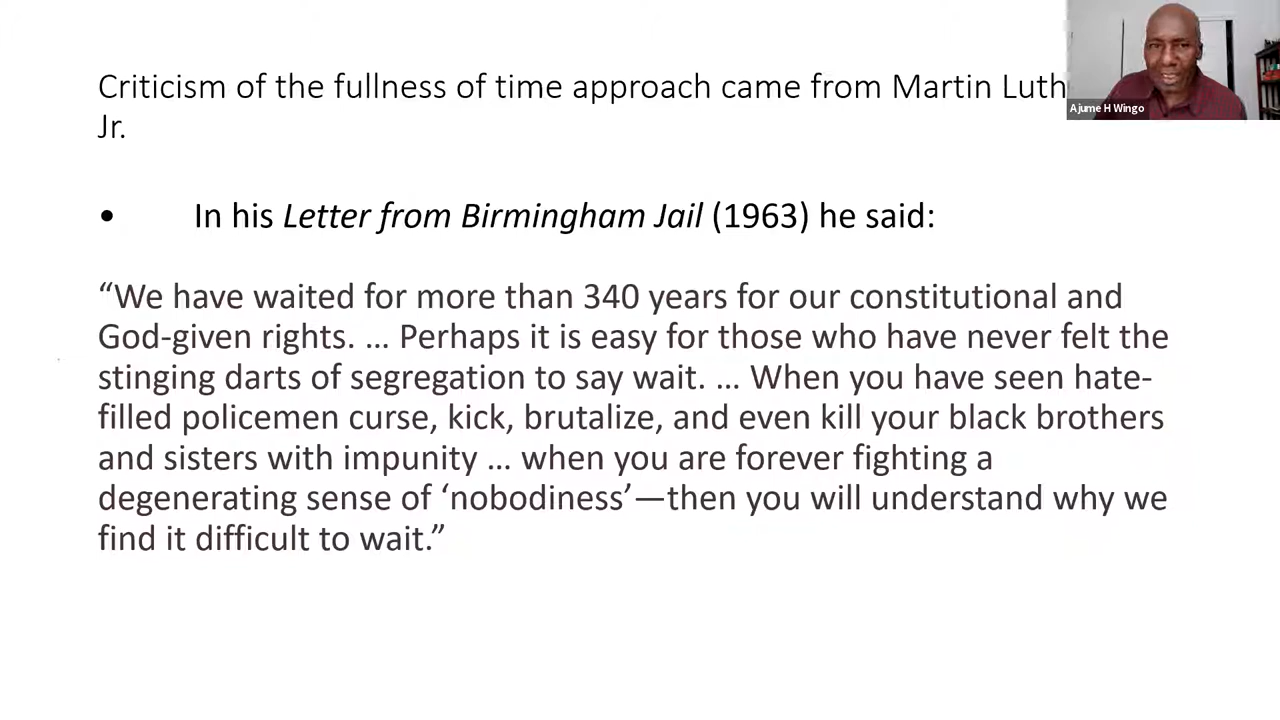 Criticism of the fullness of time approach came from Martin Luth
Jr.
Ajume H Wingo
• In his Letter from Birmingham Jail (1963) he said:
“We have waited for more than 340 years for our constitutional and
God-given rights. … Perhaps it is easy for those who have never felt the
stinging darts of segregation to say wait. … When you have seen hate-
filled policemen curse, kick, brutalize, and even kill your black brothers
and sisters with impunity … when you are forever fighting a
degenerating sense of ‘nobodiness’—then you will understand why we
find it difficult to wait.”